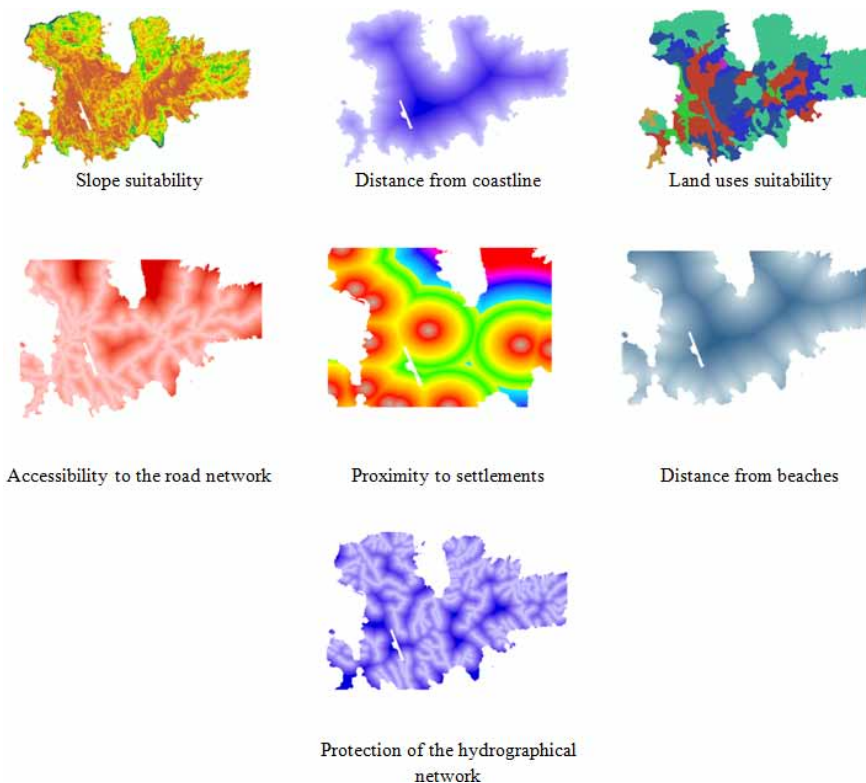 Slope suitability
Distance from coastline
Land uses suitability
Accessibility to the road network
Proximity to settlements
Distance from beaches
Protection of the hydrographical
network